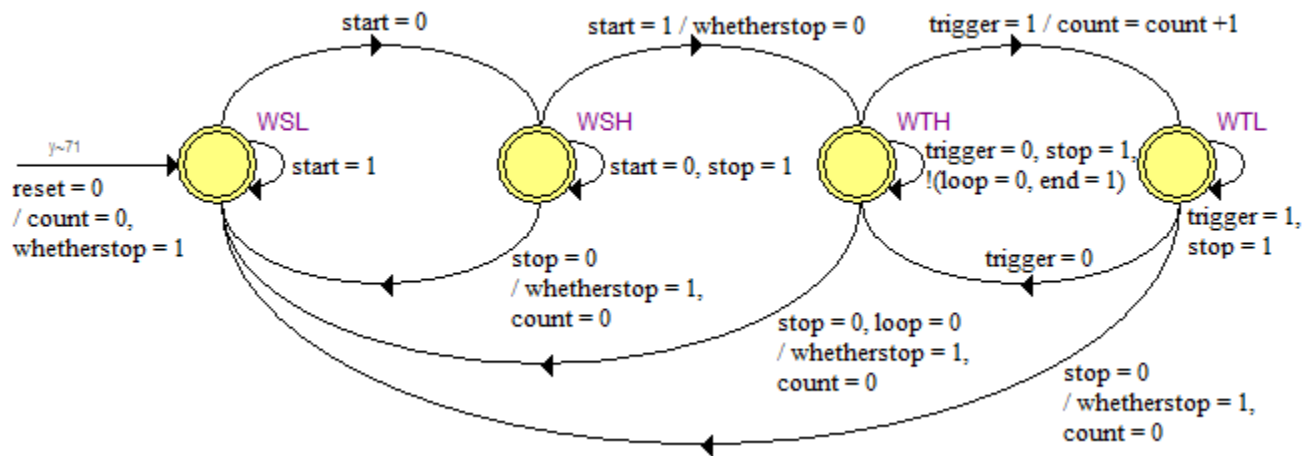 start = 0
start = 1 / whetherstop = 0
trigger = 1 / count = count +1
WSL
WSH
WTH
WTL
y~71
start = 1
start = 0, stop = 1
trigger = 0, stop = 1,
!(loop = 0, end = 1)
reset = 0
/ count = 0,
whetherstop = 1
trigger = 1,
stop = 1
stop = 0
/ whetherstop = 1,
count = 0
trigger = 0
stop = 0, loop = 0
/ whetherstop = 1,
count = 0
stop = 0
/ whetherstop = 1,
count = 0